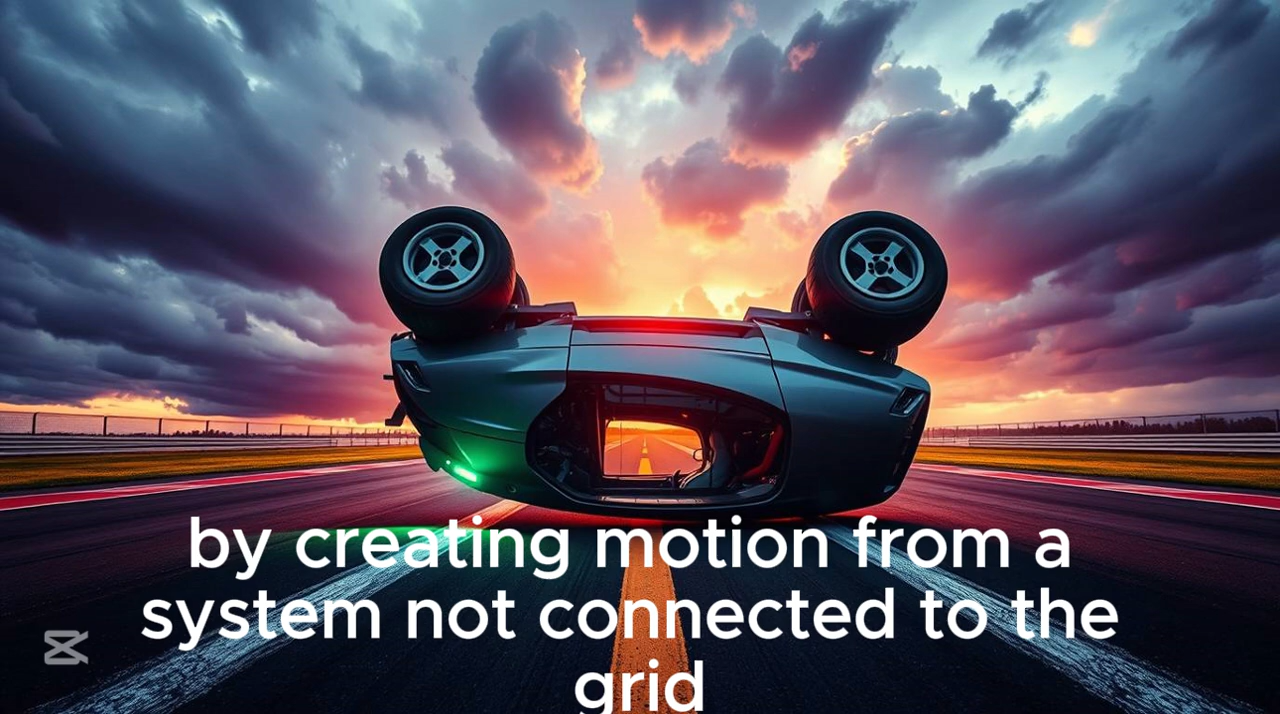 by creating motion from a
system not connected to the
grid